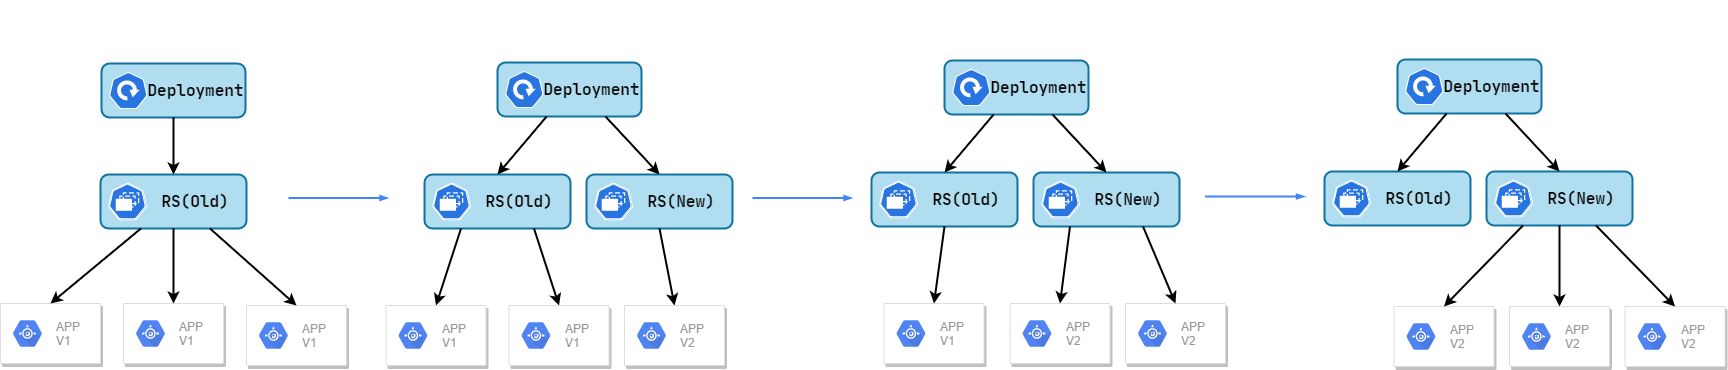 Deployment
Deployment
Deployment
Deployment
RS(Old)
RS(Old)
RS(New)
RS(Old)
RS(New)
RS(Old)
RS(New)
APP
V1
APP
V1
APP
V1
APP
V1
APP
V1
APP
V2
APP
V1
APP
V2
APP
V2
APP
V2
APP
V2
APP
V2